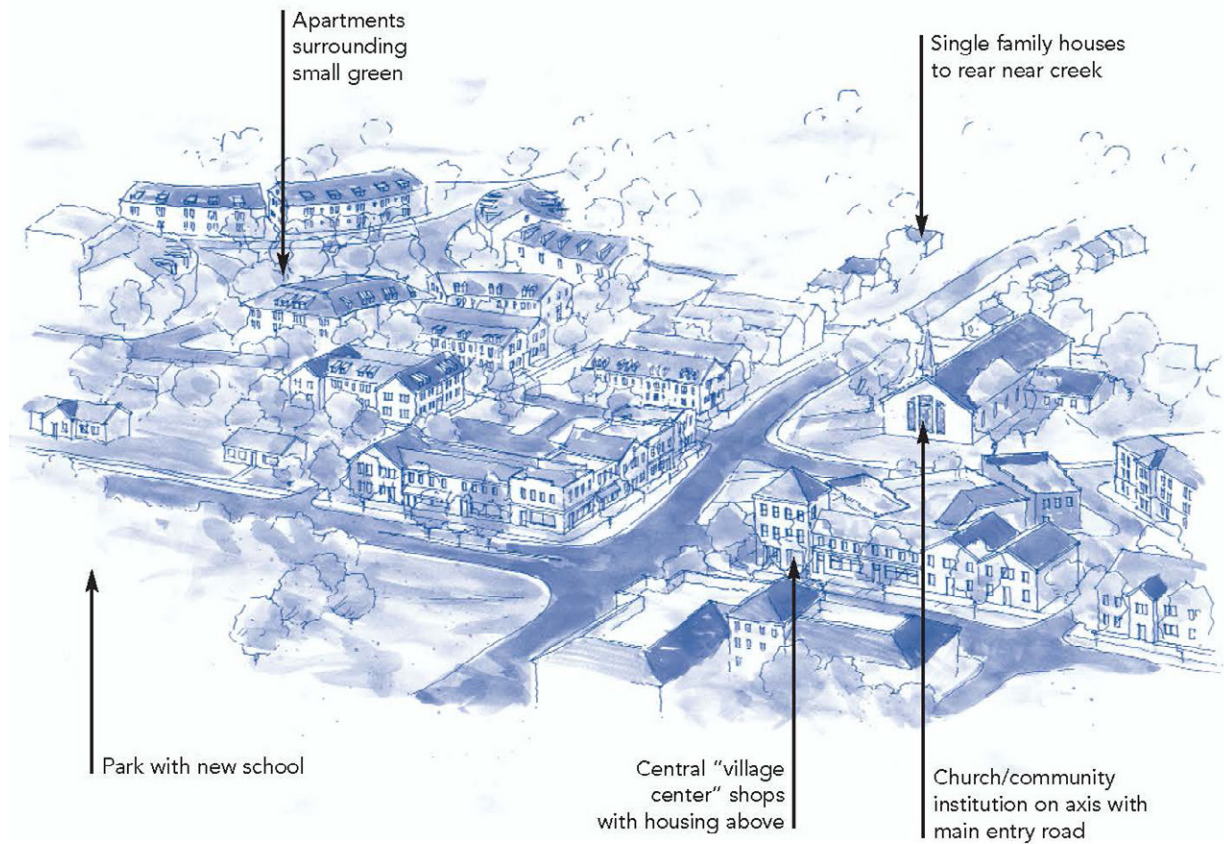 Apartments
surrounding
small green
Single family houses
to rear near creek
Park with new school
Central “village
center” shops
with housing above
Church/community
institution on axis with
main entry road